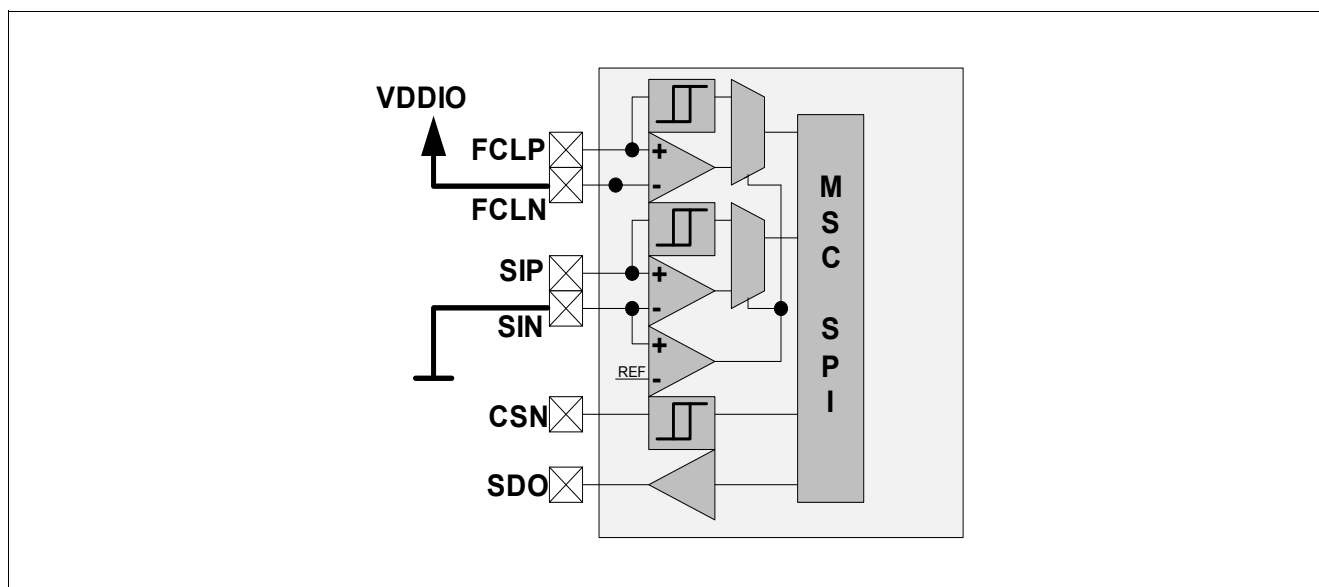 VDDIO
FCLP
FCLN
SIP
SIN
CSN
SDO
+
-
+
-
+
REF
-
M
S
C
S
P
I